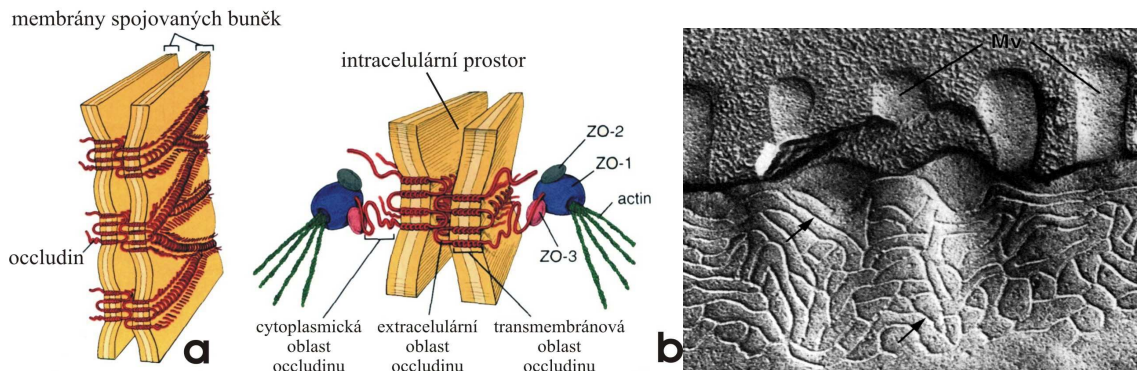 membrány spojovaných buněk
occludin
a
intracelulární prostor
ZO-2
ZO-1
actin
ZO-3
cytoplasmická
oblast
occludinu
extracelulární
oblast
occludinu
transmembránová
oblast
occludinu
b
Mv